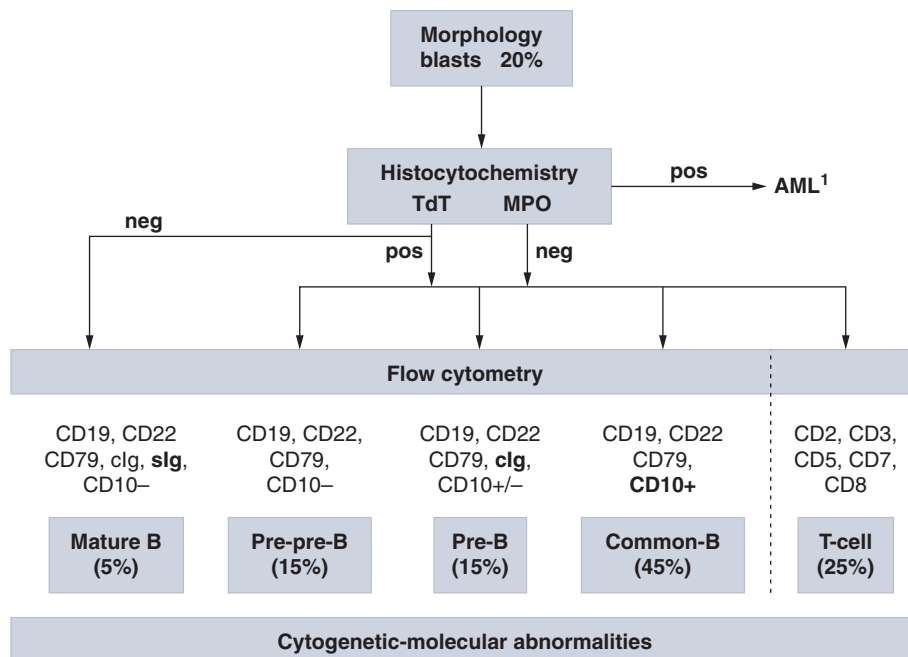 Morphology
blasts 20%
Histocytochemistry
TdT MPO
pos
AML¹
neg
pos
neg
Flow cytometry
CD19, CD22
CD79, cIg, sIg,
CD10–
CD19, CD22,
CD79,
CD10–
CD19, CD22
CD79, cIg,
CD10+/–
CD19, CD22
CD79,
CD10+
CD2, CD3,
CD5, CD7,
CD8
Mature B
(5%)
Pre-pre-B
(15%)
Pre-B
(15%)
Common-B
(45%)
T-cell
(25%)
Cytogenetic-molecular abnormalities